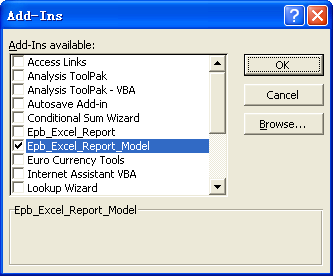 Add-Ins
?
Add-Ins available:
Access Links
Analysis ToolPak
Analysis ToolPak - VBA
Autosave Add-in
Conditional Sum Wizard
Epb_Excel_Report
Epb_Excel_Report_Model
Euro Currency Tools
Internet Assistant VBA
Lookup Wizard
OK
Cancel
Browse...
Epb_Excel_Report_Model